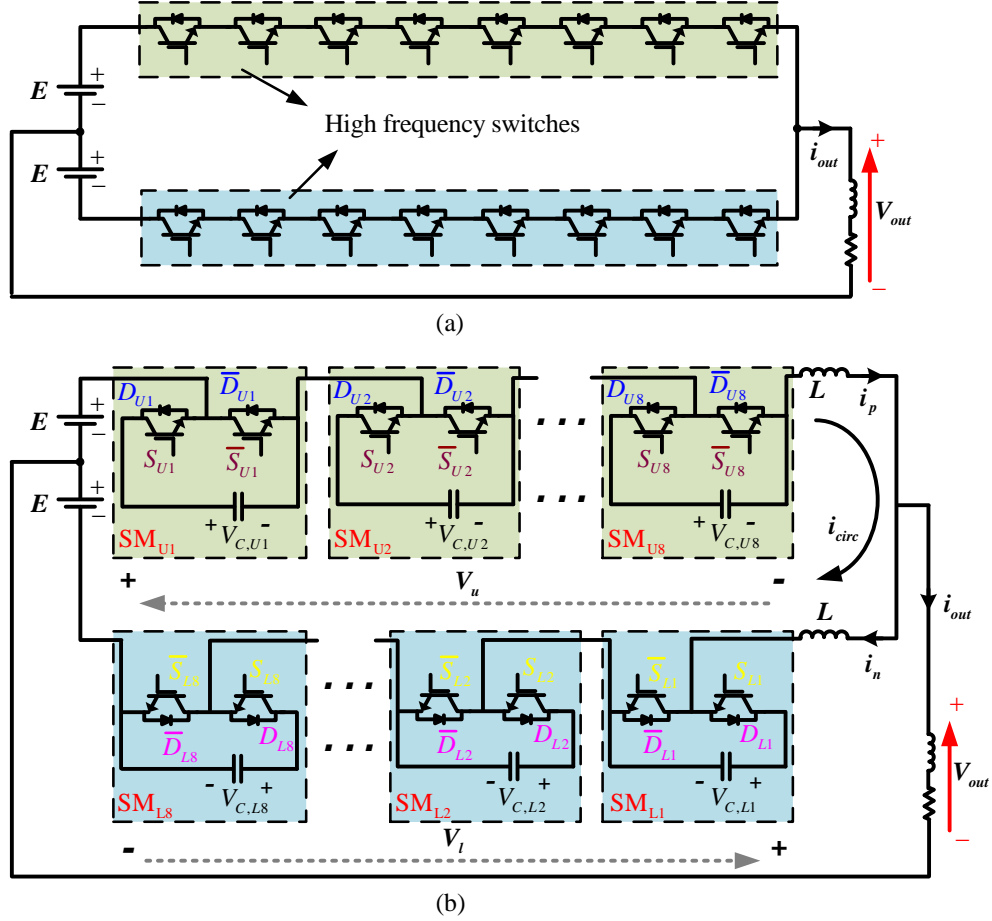 E + −
High frequency switches
E + −
i_out
+
V_out
−
(a)
D_U1 D̅_U1 D_U2 D̅_U2 D_U8 D̅_U8
E + −
L
i_p
S_U1 S̅_U1 S_U2 S̅_U2 ... S_U8 S̅_U8
E + −
...
+ V_C,U1 - + V_C,U2 - + V_C,U8 -
i_circ
SM_U1 SM_U2 SM_U8
+ V_u -
L
i_out
i_n
S̅_L8 S_L8 ... S̅_L2 S_L2 S̅_L1 S_L1
D̅_L8 D_L8 ... D̅_L2 D_L2 D̅_L1 D_L1
- V_C,L8 + - V_C,L2 + - V_C,L1 +
+
V_out
−
SM_L8 SM_L2 SM_L1
- V_l +
(b)